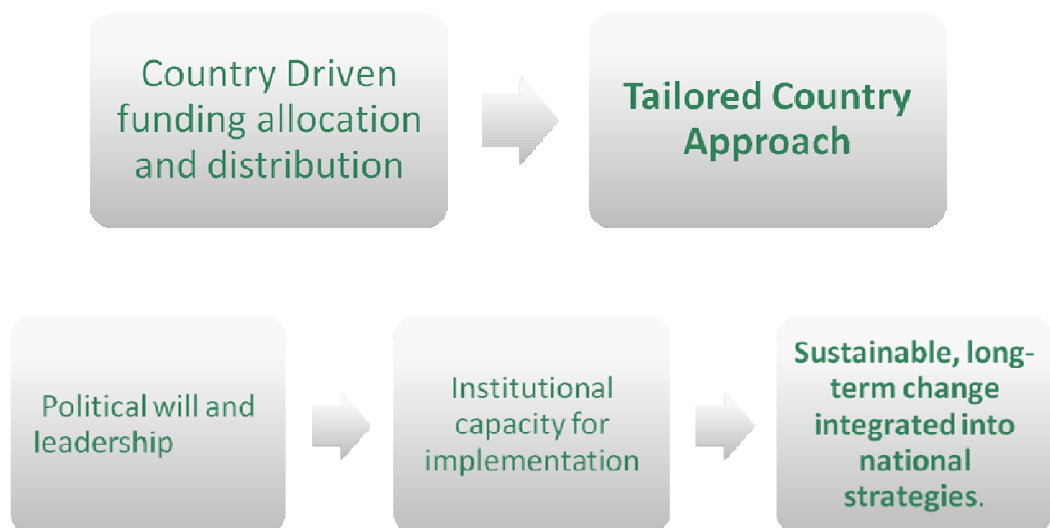 Country Driven
funding allocation
and distribution
Tailored Country
Approach
Political will and
leadership
Institutional
capacity for
implementation
Sustainable, long-
term change
integrated into
national
strategies.